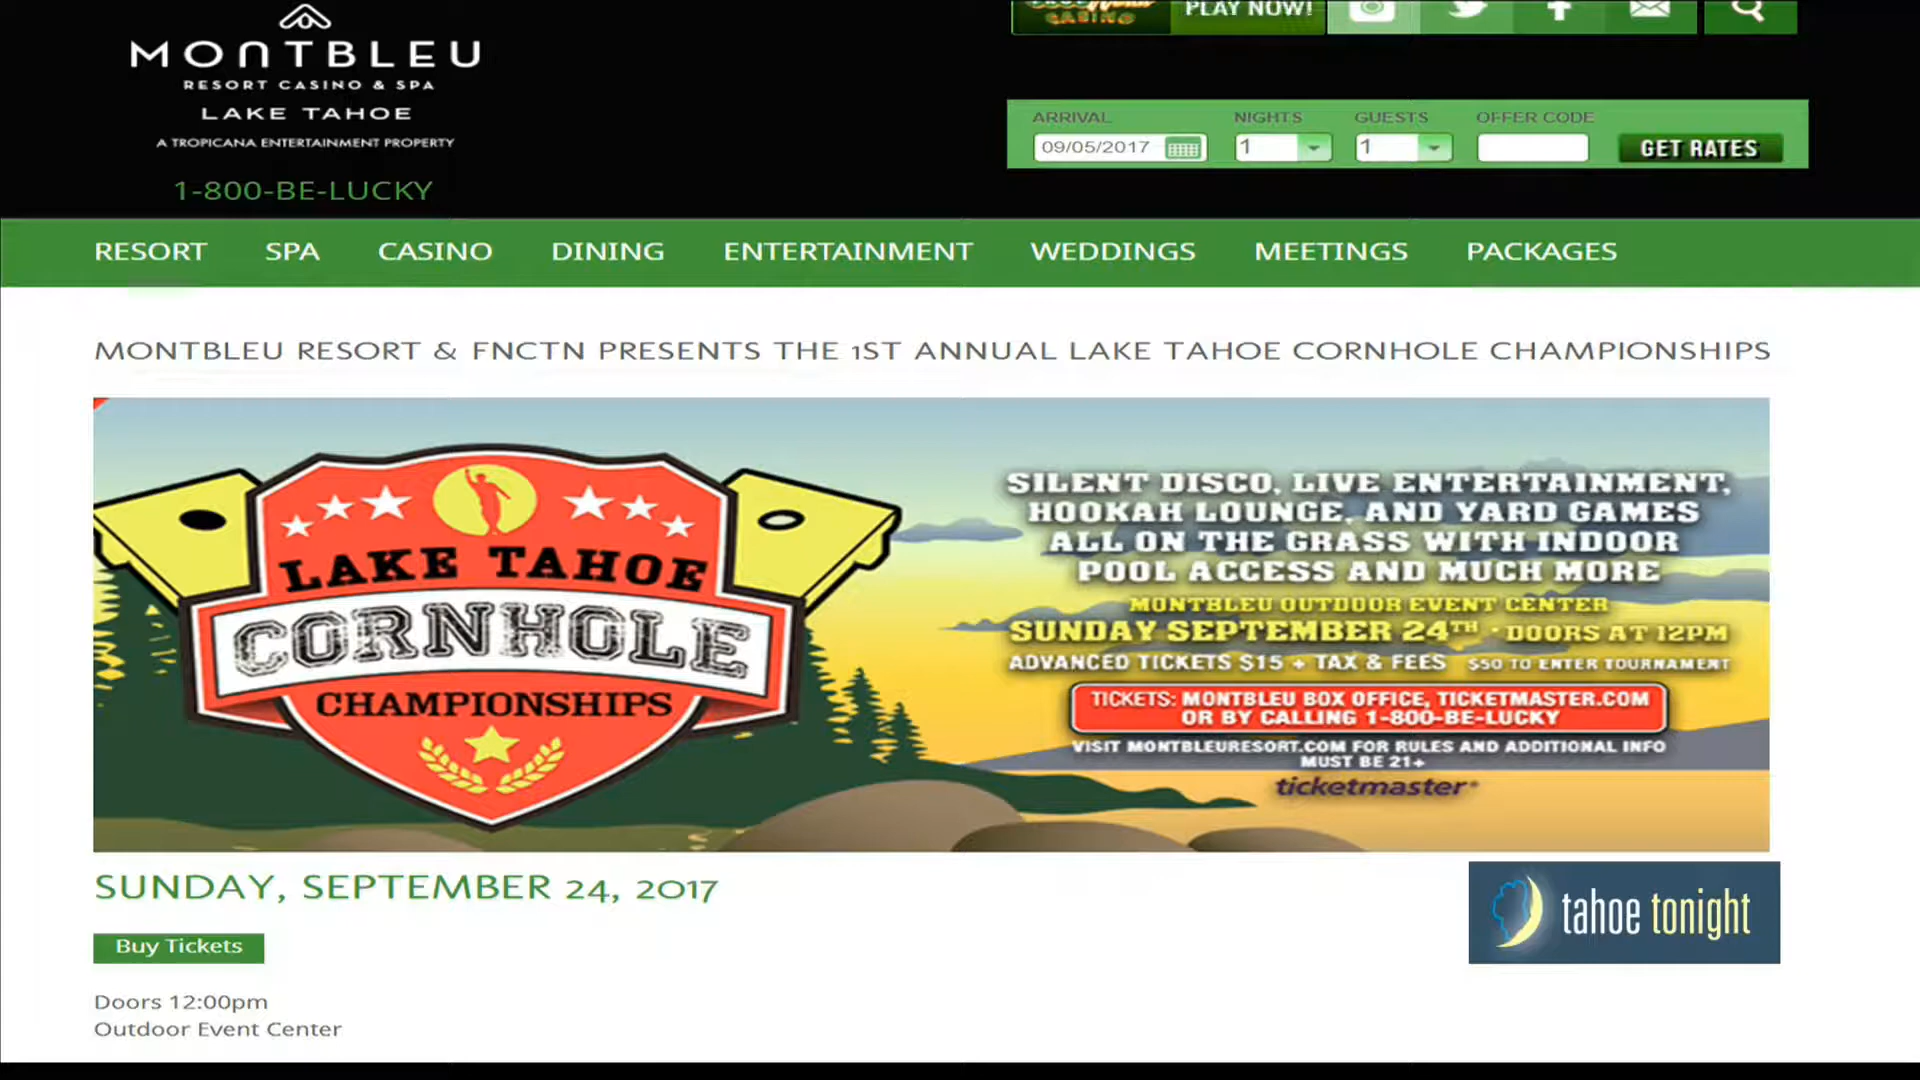 CASINO
PLAY NOW!
MONTBLEU
RESORT CASINO & SPA
LAKE TAHOE
A TROPICANA ENTERTAINMENT PROPERTY
1-800-BE-LUCKY
ARRIVAL NIGHTS GUESTS OFFER CODE
09/05/2017 1 1 GET RATES
RESORT SPA CASINO DINING ENTERTAINMENT WEDDINGS MEETINGS PACKAGES
MONTBLEU RESORT & FNCTN PRESENTS THE 1ST ANNUAL LAKE TAHOE CORNHOLE CHAMPIONSHIPS
LAKE TAHOE
CORNHOLE
CHAMPIONSHIPS
SILENT DISCO, LIVE ENTERTAINMENT,
HOOKAH LOUNGE, AND YARD GAMES
ALL ON THE GRASS WITH INDOOR
POOL ACCESS AND MUCH MORE
MONTBLEU OUTDOOR EVENT CENTER
SUNDAY SEPTEMBER 24TH · DOORS AT 12PM
ADVANCED TICKETS $15 + TAX & FEES $50 TO ENTER TOURNAMENT
TICKETS: MONTBLEU BOX OFFICE, TICKETMASTER.COM
OR BY CALLING 1-800-BE-LUCKY
VISIT MONTBLEURESORT.COM FOR RULES AND ADDITIONAL INFO
MUST BE 21+
ticketmaster®
SUNDAY, SEPTEMBER 24, 2017
tahoe tonight
Buy Tickets
Doors 12:00pm
Outdoor Event Center